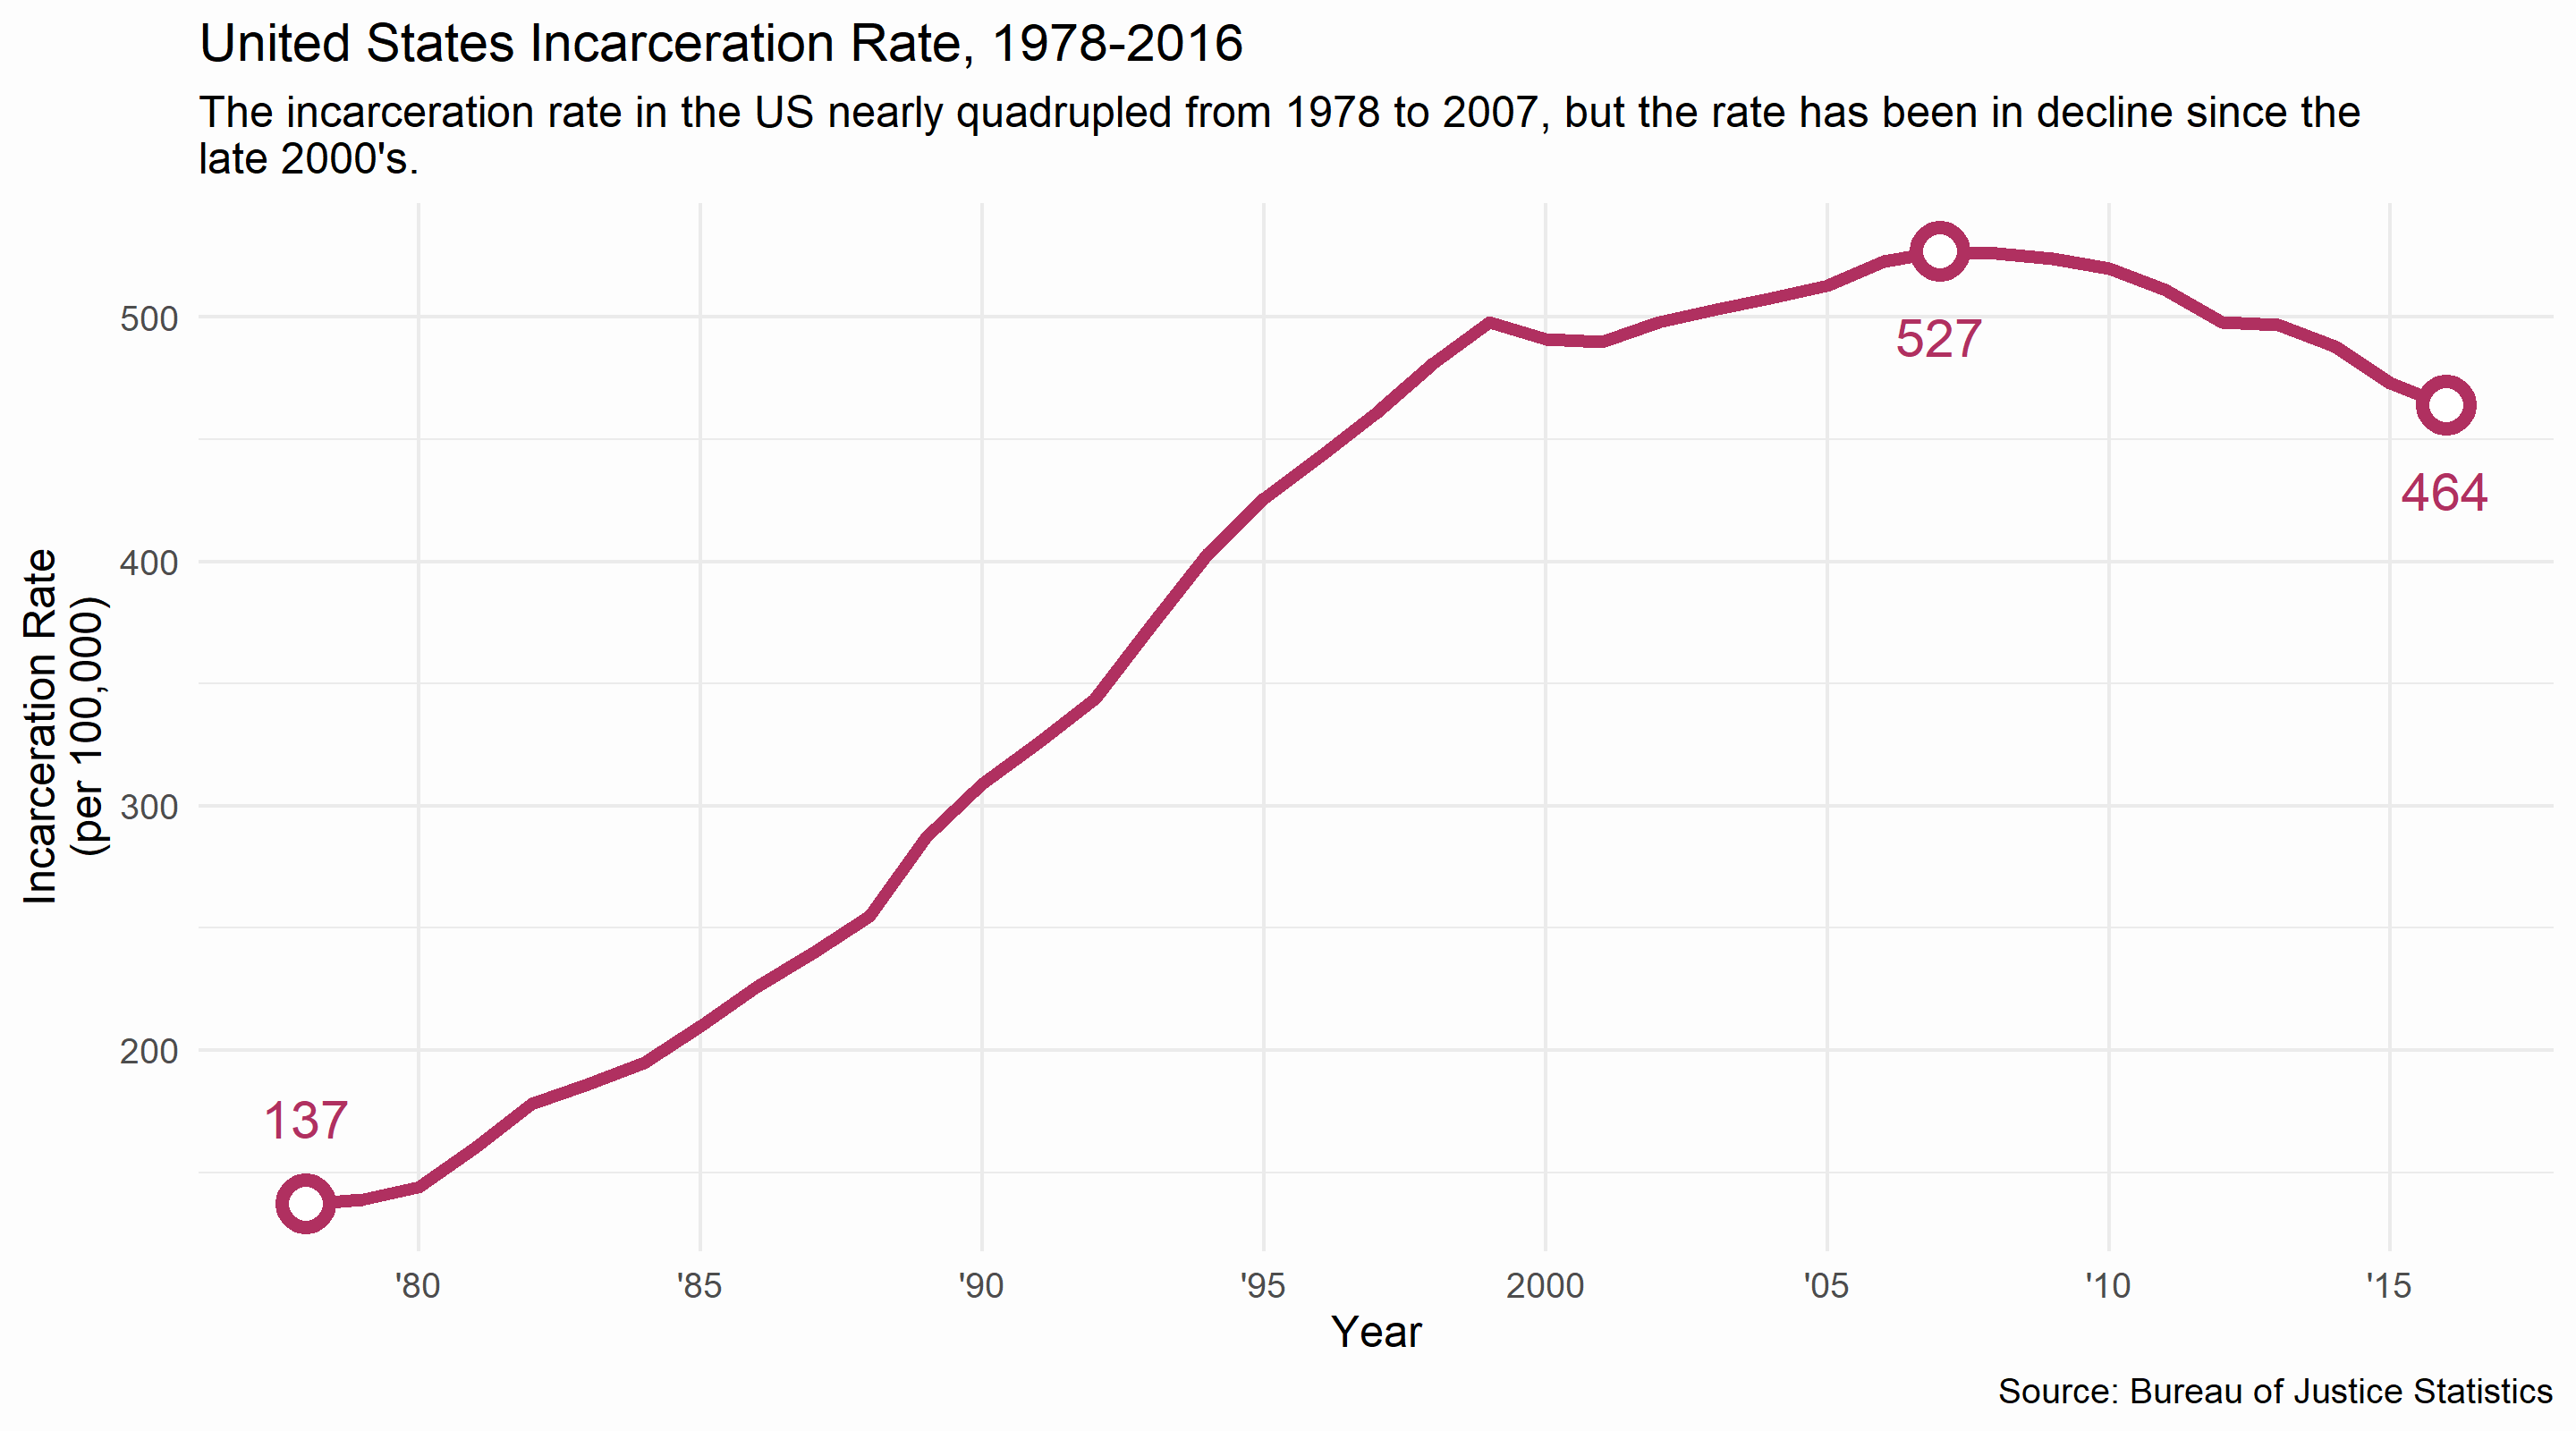 United States Incarceration Rate, 1978-2016
The incarceration rate in the US nearly quadrupled from 1978 to 2007, but the rate has been in decline since the
late 2000's.
Incarceration Rate
(per 100,000)
500
400
300
200
137
527
464
'80
'85
'90
'95
2000
'05
'10
'15
Year
Source: Bureau of Justice Statistics